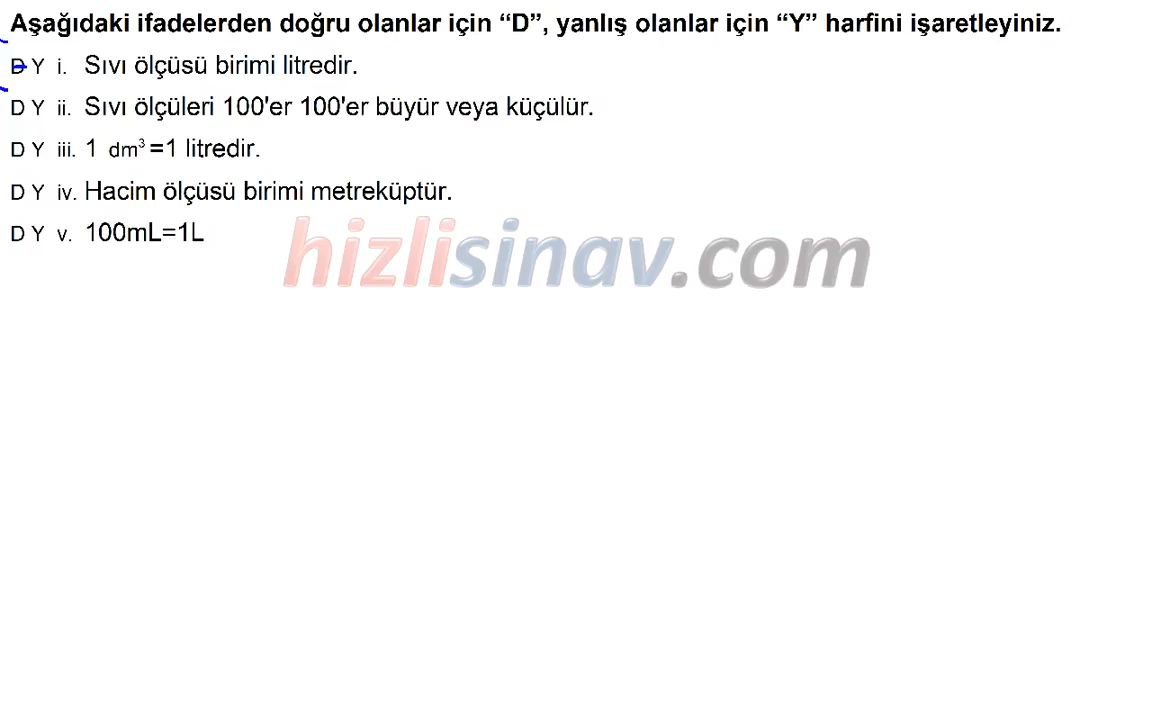 Aşağıdaki ifadelerden doğru olanlar için “D”, yanlış olanlar için “Y” harfini işaretleyiniz.
D Y i. Sıvı ölçüsü birimi litredir.
D Y ii. Sıvı ölçüleri 100'er 100'er büyür veya küçülür.
D Y iii. 1 dm³=1 litredir.
D Y iv. Hacim ölçüsü birimi metreküptür.
D Y v. 100mL=1L
hizlisinav.com